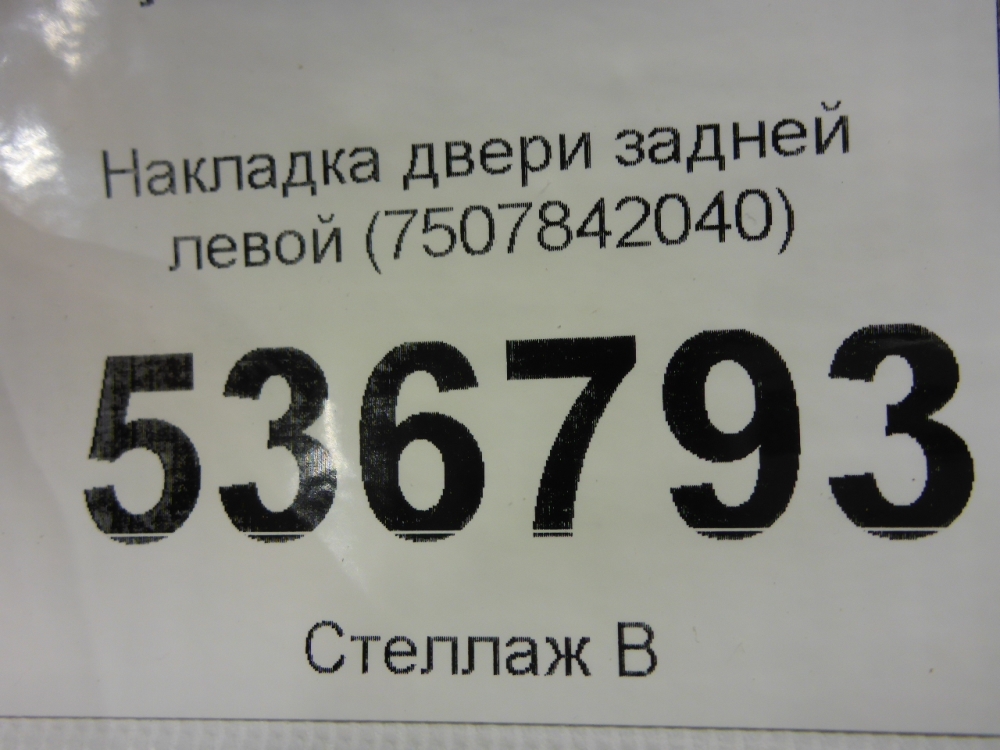 Накладка двери задней
левой (7507842040)
536793
Стеллаж В